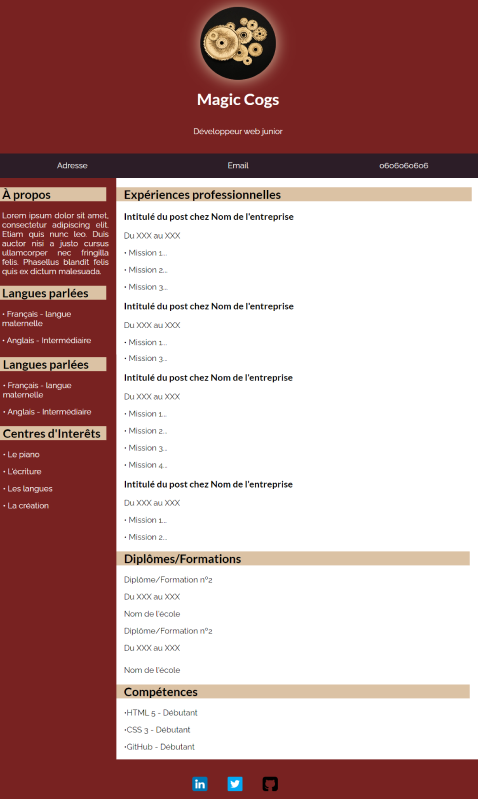 Magic Cogs
Développeur web junior
Adresse
Email
0606060606
À propos
Lorem ipsum dolor sit amet,
consectetur adipiscing elit.
Etiam quis nunc leo. Duis
auctor nisi a justo cursus
ullamcorper nec fringilla
felis. Phasellus blandit felis
quis ex dictum malesuada.
Langues parlées
• Français - langue
maternelle
• Anglais - Intermédiaire
Langues parlées
• Français - langue
maternelle
• Anglais - Intermédiaire
Centres d'Interêts
• Le piano
• L'écriture
• Les langues
• La création
Expériences professionnelles
Intitulé du post chez Nom de l'entreprise
Du XXX au XXX
• Mission 1...
• Mission 2...
• Mission 3...
Intitulé du post chez Nom de l'entreprise
Du XXX au XXX
• Mission 1...
• Mission 3...
Intitulé du post chez Nom de l'entreprise
Du XXX au XXX
• Mission 1...
• Mission 2...
• Mission 3...
• Mission 4...
Intitulé du post chez Nom de l'entreprise
Du XXX au XXX
• Mission 1...
• Mission 2...
Diplômes/Formations
Diplôme/Formation n°2
Du XXX au XXX
Nom de l'école
Diplôme/Formation n°2
Du XXX au XXX
Nom de l'école
Compétences
•HTML 5 - Débutant
•CSS 3 - Débutant
•GitHub - Débutant
in